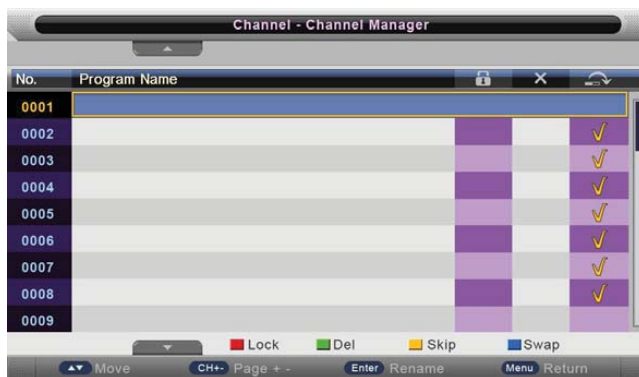 Channel - Channel Manager
No. Program Name
0001
0002
0003
0004
0005
0006
0007
0008
0009
Lock Del Skip Swap
Move CH+- Page + - Enter Rename Menu Return